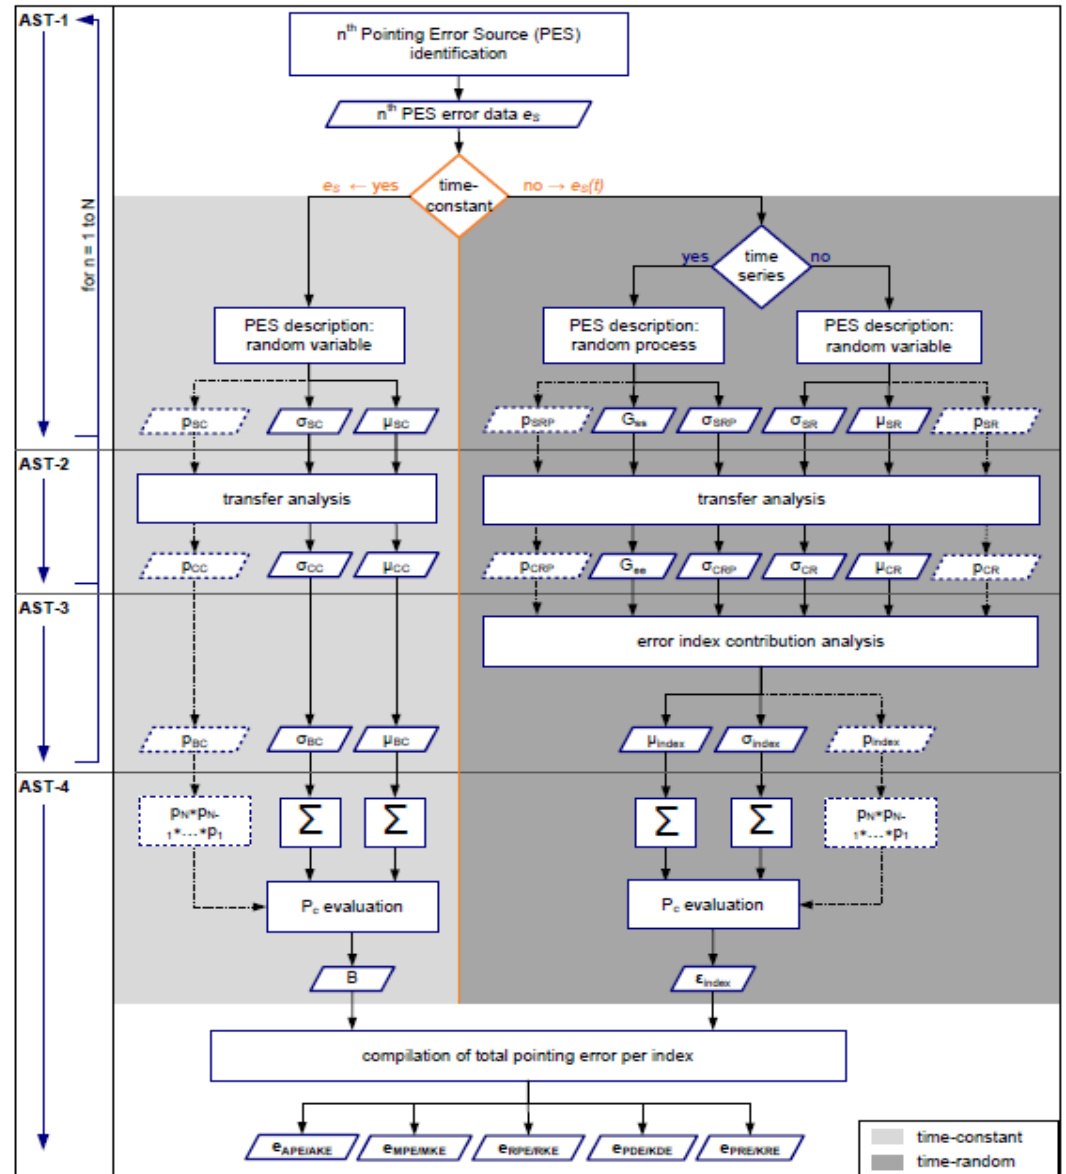 AST-1
for n = 1 to N
nth Pointing Error Source (PES)
identification
nth PES error data eS
eS ← yes
time-
constant
no → eS(t)
yes
time
series
no
PES description:
random variable
PES description:
random process
PES description:
random variable
pSC
σSC
μSC
pSRP
Gee
σSRP
σSR
μSR
pSR
AST-2
transfer analysis
transfer analysis
pCC
σCC
μCC
pCRP
Gee
σCRP
σCR
μCR
pCR
AST-3
error index contribution analysis
pBC
σBC
μBC
μindex
σindex
pindex
AST-4
pN*pN-
1*...*p1
Σ
Σ
Σ
Σ
pN*pN-
1*...*p1
Pc evaluation
Pc evaluation
B
εindex
compilation of total pointing error per index
eAPE/AKE
eMPE/MKE
eRPE/RKE
ePDE/KDE
ePRE/KRE
time-constant
time-random